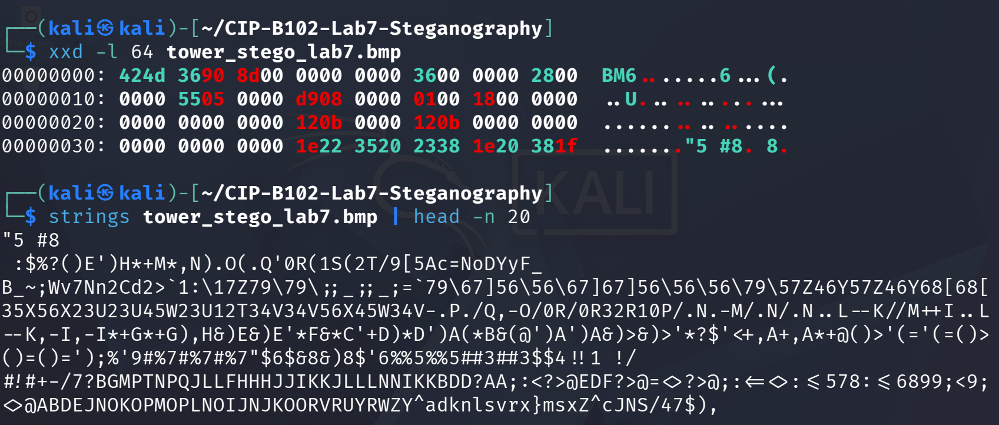 ┌──(kali㉿kali)-[~/CIP-B102-Lab7-Steganography]
└─$ xxd -l 64 tower_stego_lab7.bmp
00000000: 424d 3690 8d00 0000 0000 3600 0000 2800  BM6.......6...(.
00000010: 0000 5505 0000 d908 0000 0100 1800 0000  ..U.............
00000020: 0000 0000 0000 120b 0000 120b 0000 0000  ................
00000030: 0000 0000 0000 1e22 3520 2338 1e20 381f  ......."5 #8. 8.
┌──(kali㉿kali)-[~/CIP-B102-Lab7-Steganography]
└─$ strings tower_stego_lab7.bmp | head -n 20
"5 #8
 :$%?()E')H*+M*,N).O(.Q'0R(1S(2T/9[5Ac=NoDYyF_
B_~;Wv7Nn2Cd2>`1:\17Z79\79\;;_;;_;=`79\67]56\56\67]67]56\56\56\79\57Z46Y57Z46Y68[68[
35X56X23U23U45W23U12T34V34V56X45W34V-.P./Q,-O/0R/0R32R10P/.N.-M/.N/.N..L--K//M++I..L
--K,-I,-I*+G*+G),H&)E&)E'*F&*C'+D)*D')A(*B&(@')A')A&)>&)>'*?$'<+,A+,A*+@()>'(='(=()>
()=()=');%'9#%7#%7#%7"$6$&8&)8$'6%%5%%5##3##3$$4!!1 !/
#!#+-/7?BGMPTNPQJLLFHHHJJIKKJLLLNNIKKBDD?AA;:<?>@EDF?>@=<>?>@;:<=<>:<=578:<=6899;<9;
<>@ABDEJNOKOPMOPLNOIJNJKOORVRUYRWZY^adknlsvrx}msxZ^cJNS/47$),
KALI